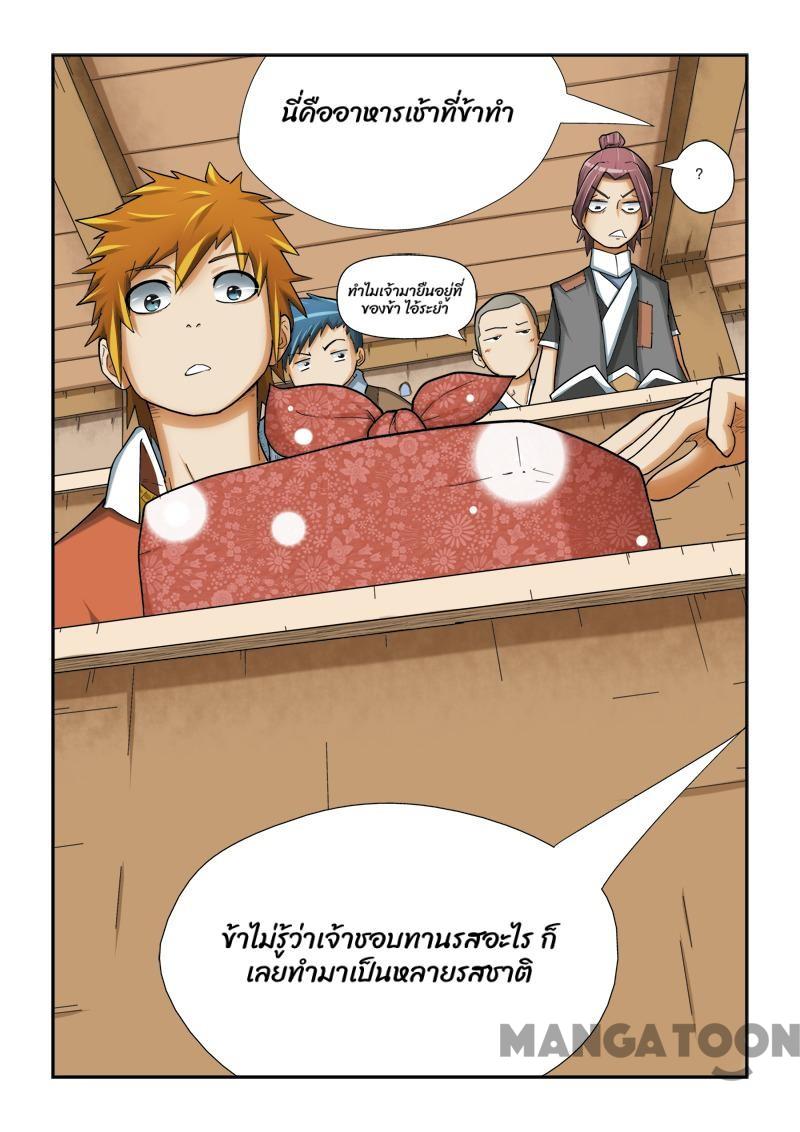 นี่คืออาหารเช้าที่ข้าทำ
?
ทำไมเจ้ามายืนอยู่ที่
ของข้า ไอ้ระยำ
ข้าไม่รู้ว่าเจ้าชอบทานรสอะไร ก็
เลยทำมาเป็นหลายรสชาติ
MANGATOON